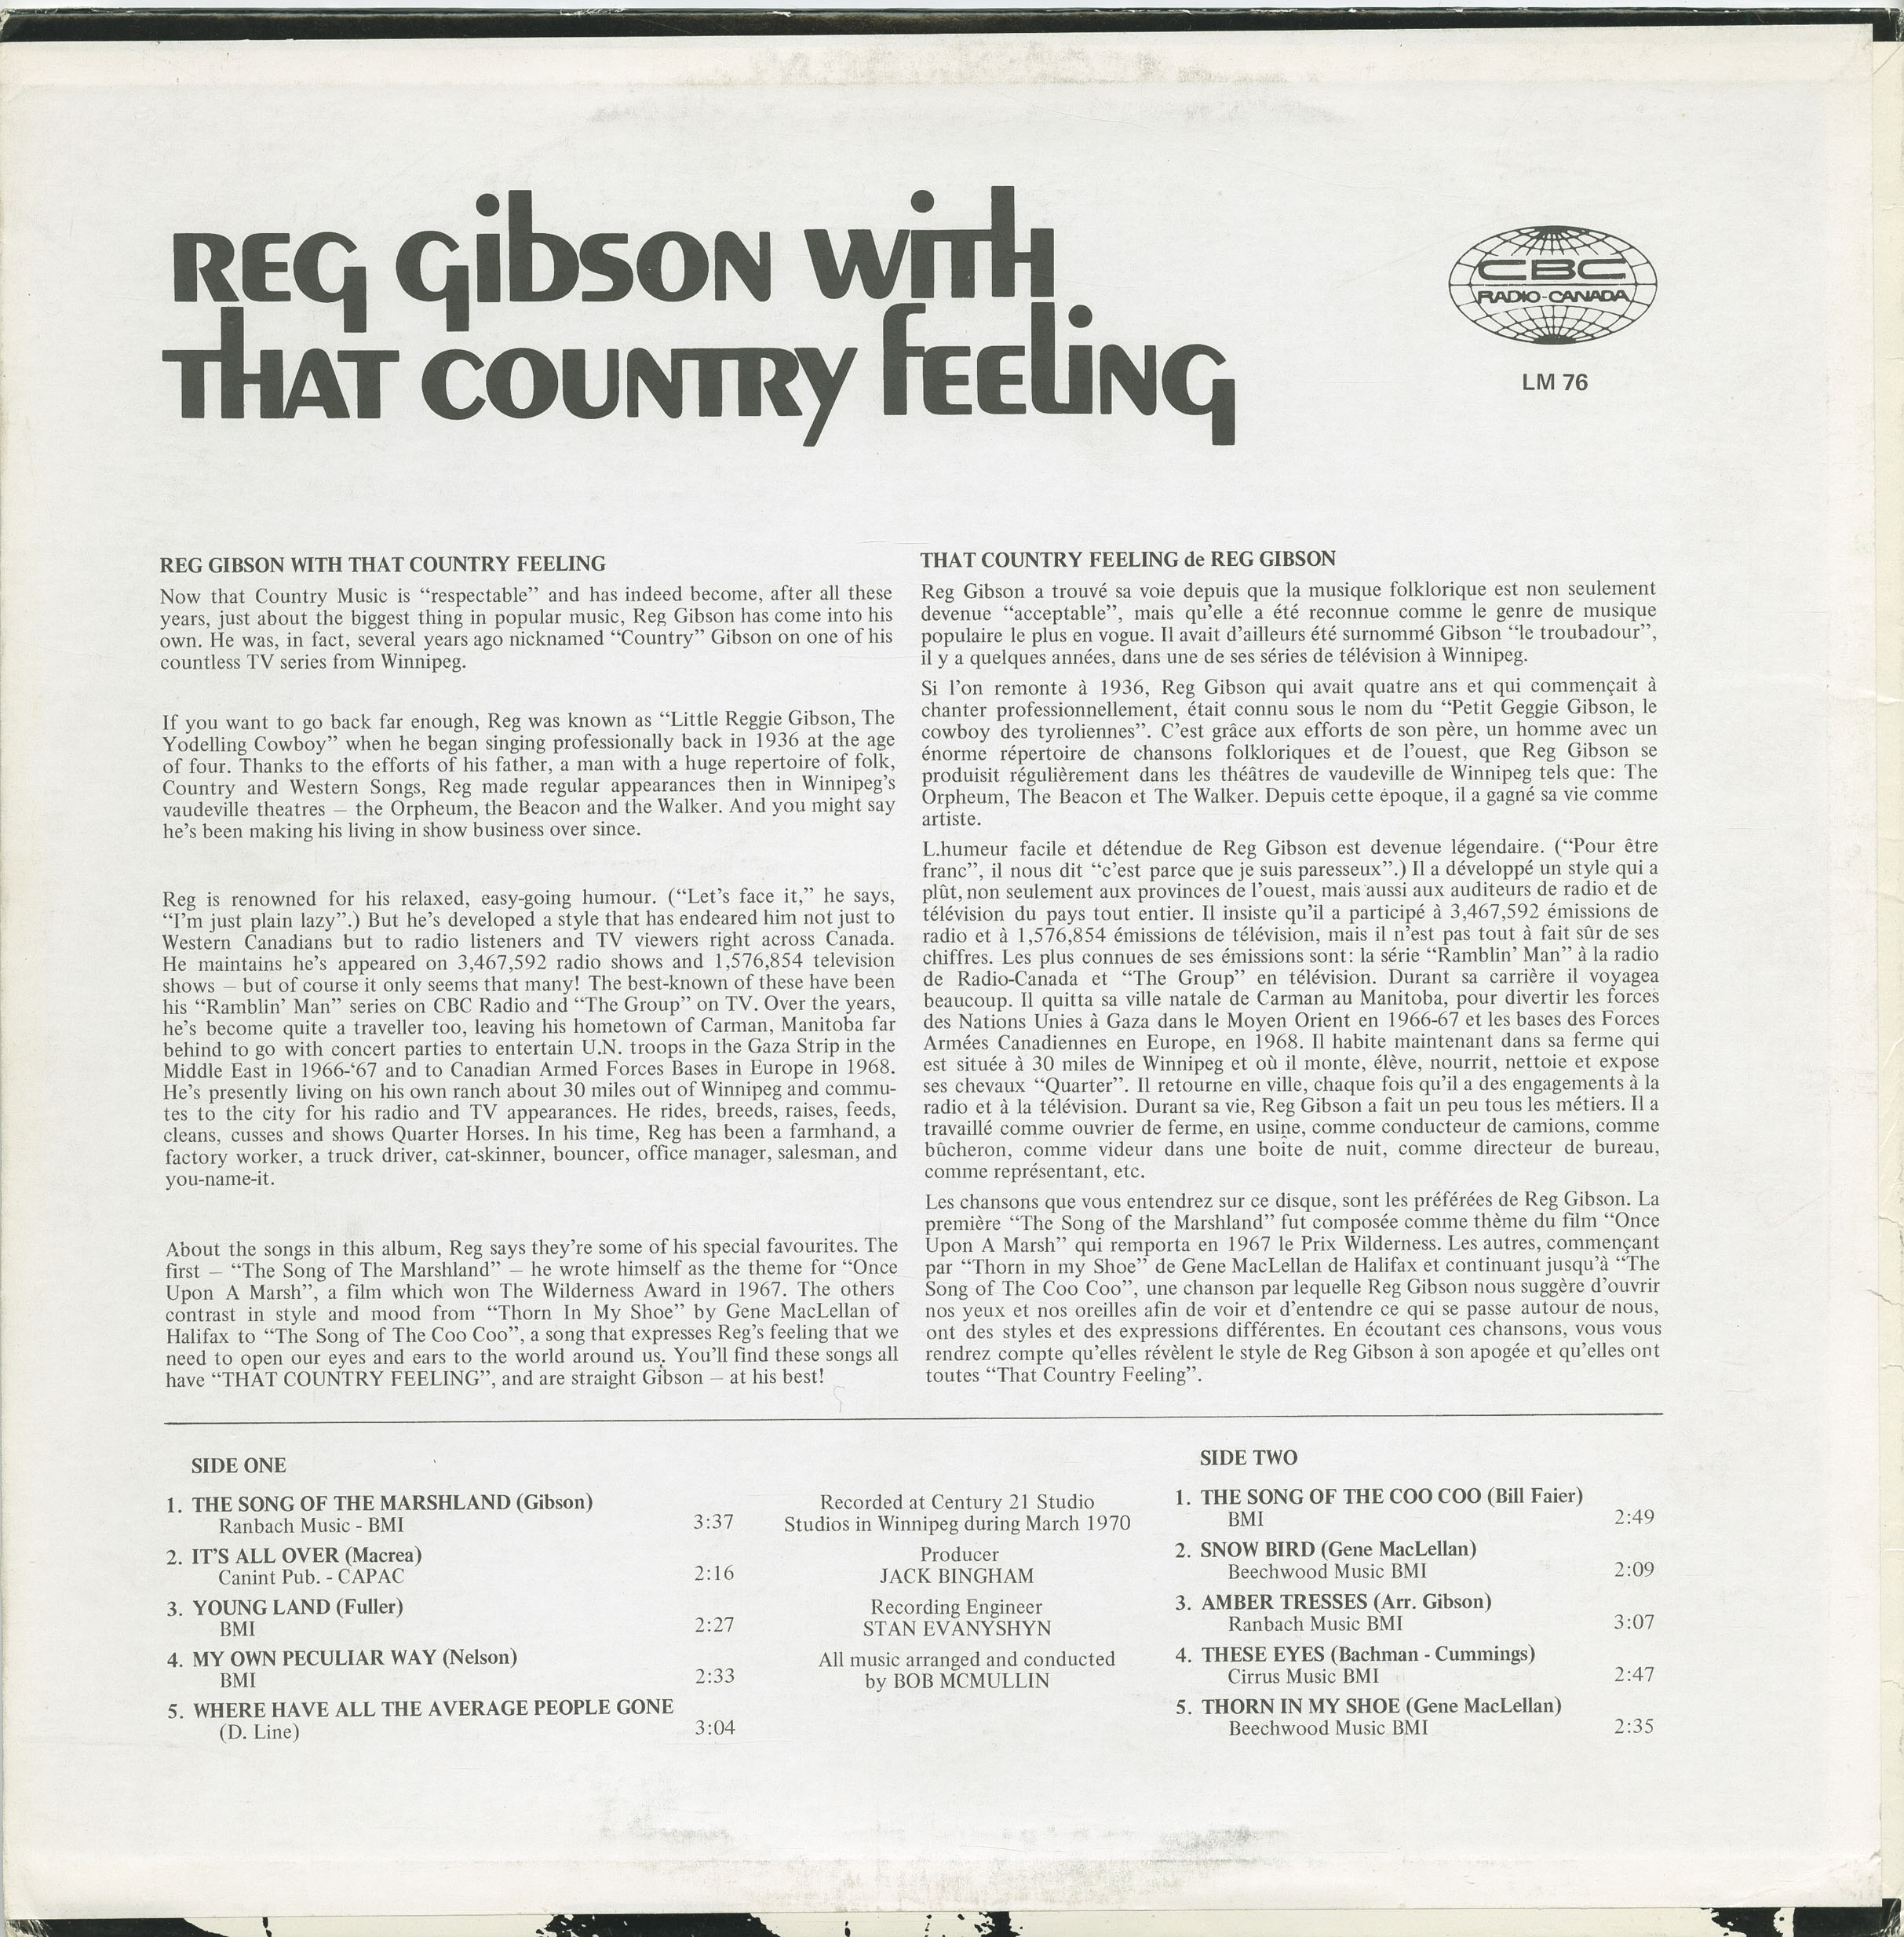 REG GIBSON WITH
THAT COUNTRY FEELING
CBC
RADIO-CANADA
LM 76
REG GIBSON WITH THAT COUNTRY FEELING
Now that Country Music is “respectable” and has indeed become, after all these
years, just about the biggest thing in popular music, Reg Gibson has come into his
own. He was, in fact, several years ago nicknamed “Country” Gibson on one of his
countless TV series from Winnipeg.
If you want to go back far enough, Reg was known as “Little Reggie Gibson, The
Yodelling Cowboy” when he began singing professionally back in 1936 at the age
of four. Thanks to the efforts of his father, a man with a huge repertoire of folk,
Country and Western Songs, Reg made regular appearances then in Winnipeg’s
vaudeville theatres – the Orpheum, the Beacon and the Walker. And you might say
he’s been making his living in show business over since.
Reg is renowned for his relaxed, easy-going humour. (“Let’s face it,” he says,
“I’m just plain lazy”.) But he’s developed a style that has endeared him not just to
Western Canadians but to radio listeners and TV viewers right across Canada.
He maintains he’s appeared on 3,467,592 radio shows and 1,576,854 television
shows – but of course it only seems that many! The best-known of these have been
his “Ramblin’ Man” series on CBC Radio and “The Group” on TV. Over the years,
he’s become quite a traveller too, leaving his hometown of Carman, Manitoba far
behind to go with concert parties to entertain U.N. troops in the Gaza Strip in the
Middle East in 1966-‘67 and to Canadian Armed Forces Bases in Europe in 1968.
He’s presently living on his own ranch about 30 miles out of Winnipeg and commu-
tes to the city for his radio and TV appearances. He rides, breeds, raises, feeds,
cleans, cusses and shows Quarter Horses. In his time, Reg has been a farmhand, a
factory worker, a truck driver, cat-skinner, bouncer, office manager, salesman, and
you-name-it.
About the songs in this album, Reg says they’re some of his special favourites. The
first – “The Song of The Marshland” – he wrote himself as the theme for “Once
Upon A Marsh”, a film which won The Wilderness Award in 1967. The others
contrast in style and mood from “Thorn In My Shoe” by Gene MacLellan of
Halifax to “The Song of The Coo Coo”, a song that expresses Reg’s feeling that we
need to open our eyes and ears to the world around us. You’ll find these songs all
have “THAT COUNTRY FEELING”, and are straight Gibson – at his best!
THAT COUNTRY FEELING de REG GIBSON
Reg Gibson a trouvé sa voie depuis que la musique folklorique est non seulement
devenue “acceptable”, mais qu’elle a été reconnue comme le genre de musique
populaire le plus en vogue. Il avait d’ailleurs été surnommé Gibson “le troubadour”,
il y a quelques années, dans une de ses séries de télévision à Winnipeg.
Si l’on remonte à 1936, Reg Gibson qui avait quatre ans et qui commençait à
chanter professionnellement, était connu sous le nom du “Petit Geggie Gibson, le
cowboy des tyroliennes”. C’est grâce aux efforts de son père, un homme avec un
énorme répertoire de chansons folkloriques et de l’ouest, que Reg Gibson se
produisit régulièrement dans les théâtres de vaudeville de Winnipeg tels que: The
Orpheum, The Beacon et The Walker. Depuis cette époque, il a gagné sa vie comme
artiste.
L.humeur facile et détendue de Reg Gibson est devenue légendaire. (“Pour être
franc”, il nous dit “c’est parce que je suis paresseux”.) Il a développé un style qui a
plût, non seulement aux provinces de l’ouest, mais aussi aux auditeurs de radio et de
télévision du pays tout entier. Il insiste qu’il a participé à 3,467,592 émissions de
radio et à 1,576,854 émissions de télévision, mais il n’est pas tout à fait sûr de ses
chiffres. Les plus connues de ses émissions sont: la série “Ramblin’ Man” à la radio
de Radio-Canada et “The Group” en télévision. Durant sa carrière il voyagea
beaucoup. Il quitta sa ville natale de Carman au Manitoba, pour divertir les forces
des Nations Unies à Gaza dans le Moyen Orient en 1966-67 et les bases des Forces
Armées Canadiennes en Europe, en 1968. Il habite maintenant dans sa ferme qui
est située à 30 miles de Winnipeg et où il monte, élève, nourrit, nettoie et expose
ses chevaux “Quarter”. Il retourne en ville, chaque fois qu’il a des engagements à la
radio et à la télévision. Durant sa vie, Reg Gibson a fait un peu tous les métiers. Il a
travaillé comme ouvrier de ferme, en usine, comme conducteur de camions, comme
bûcheron, comme videur dans une boîte de nuit, comme directeur de bureau,
comme représentant, etc.
Les chansons que vous entendrez sur ce disque, sont les préférées de Reg Gibson. La
première “The Song of the Marshland” fut composée comme thème du film “Once
Upon A Marsh” qui remporta en 1967 le Prix Wilderness. Les autres, commençant
par “Thorn in my Shoe” de Gene MacLellan de Halifax et continuant jusqu’à “The
Song of The Coo Coo”, une chanson par lequelle Reg Gibson nous suggère d’ouvrir
nos yeux et nos oreilles afin de voir et d’entendre ce qui se passe autour de nous,
ont des styles et des expressions différentes. En écoutant ces chansons, vous vous
rendrez compte qu’elles révèlent le style de Reg Gibson à son apogée et qu’elles ont
toutes “That Country Feeling”.
SIDE ONE
1. THE SONG OF THE MARSHLAND (Gibson)
Ranbach Music - BMI 3:37
2. IT’S ALL OVER (Macrea)
Canint Pub. - CAPAC 2:16
3. YOUNG LAND (Fuller)
BMI 2:27
4. MY OWN PECULIAR WAY (Nelson)
BMI 2:33
5. WHERE HAVE ALL THE AVERAGE PEOPLE GONE
(D. Line) 3:04
Recorded at Century 21 Studio
Studios in Winnipeg during March 1970
Producer
JACK BINGHAM
Recording Engineer
STAN EVANYSHYN
All music arranged and conducted
by BOB MCMULLIN
SIDE TWO
1. THE SONG OF THE COO COO (Bill Faier)
BMI 2:49
2. SNOW BIRD (Gene MacLellan)
Beechwood Music BMI 2:09
3. AMBER TRESSES (Arr. Gibson)
Ranbach Music BMI 3:07
4. THESE EYES (Bachman - Cummings)
Cirrus Music BMI 2:47
5. THORN IN MY SHOE (Gene MacLellan)
Beechwood Music BMI 2:35